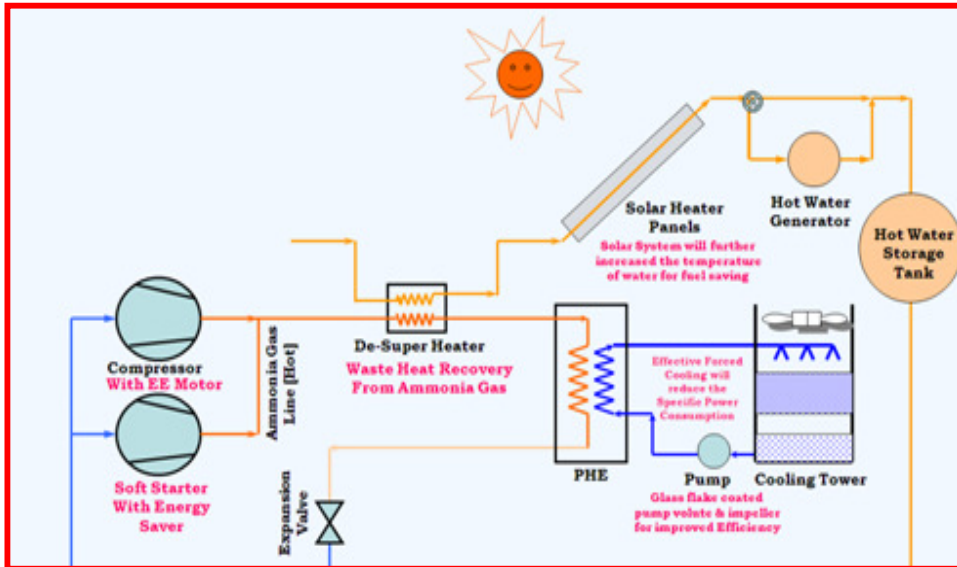 Solar Heater
Panels
Solar System will further
increased the temperature
of water for fuel saving
Hot Water
Generator
Hot Water
Storage
Tank
Compressor
With EE Motor
Ammonia Gas
Line [Hot]
De-Super Heater
Waste Heat Recovery
From Ammonia Gas
Effective Forced
Cooling will
reduce the
Specific Power
Consumption
Soft Starter
With Energy
Saver
Expansion
Valve
PHE
Pump
Glass flake coated
pump volute & impeller
for improved Efficiency
Cooling Tower